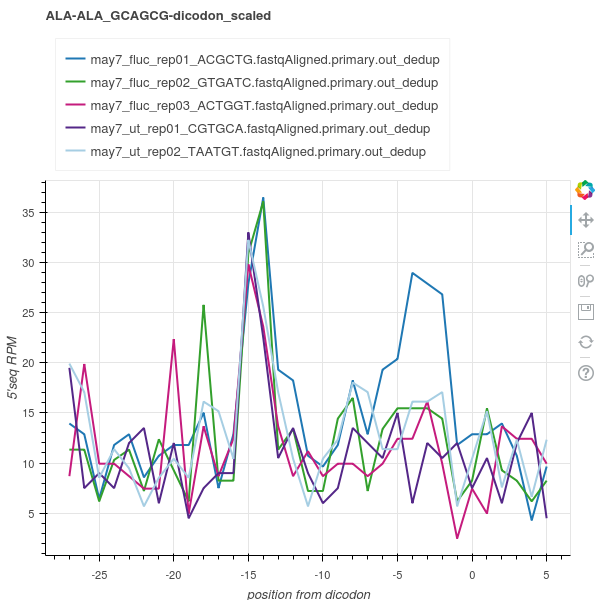 ALA-ALA_GCAGCG-dicodon_scaled
may7_fluc_rep01_ACGCTG.fastqAligned.primary.out_dedup
may7_fluc_rep02_GTGATC.fastqAligned.primary.out_dedup
may7_fluc_rep03_ACTGGT.fastqAligned.primary.out_dedup
may7_ut_rep01_CGTGCA.fastqAligned.primary.out_dedup
may7_ut_rep02_TAATGT.fastqAligned.primary.out_dedup
5'seq RPM
35
30
25
20
15
10
5
-25
-20
-15
-10
-5
0
5
position from dicodon